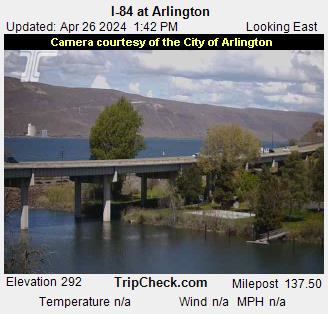 I-84 at Arlington
Updated: Apr 26 2024 1:42 PM Looking East
Camera courtesy of the City of Arlington
Elevation 292 TripCheck.com Milepost 137.50
Temperature n/a Wind n/a MPH n/a